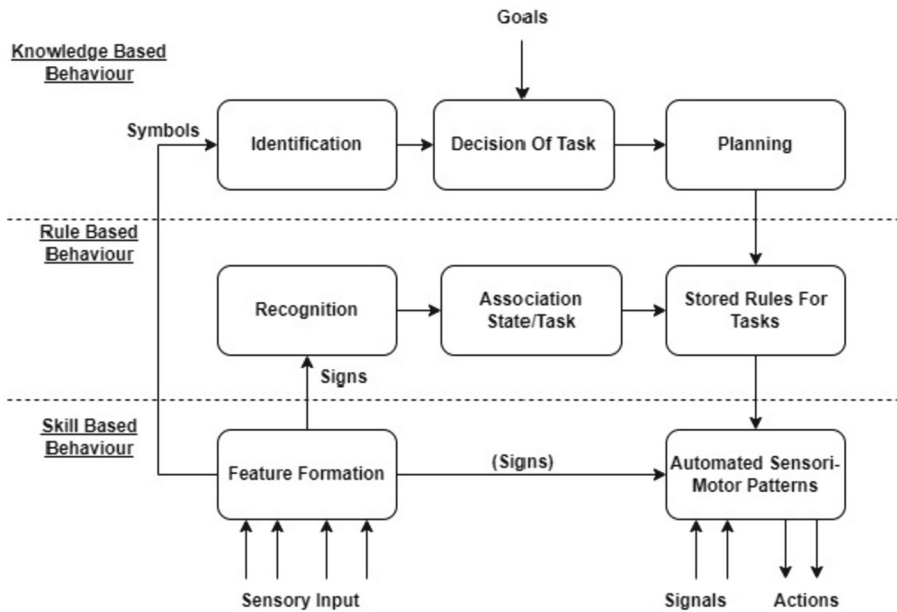 Goals
Knowledge Based
Behaviour
Symbols
Identification
Decision Of Task
Planning
Rule Based
Behaviour
Recognition
Association
State/Task
Stored Rules For
Tasks
Signs
Skill Based
Behaviour
Feature Formation
(Signs)
Automated Sensori-
Motor Patterns
Sensory Input
Signals
Actions